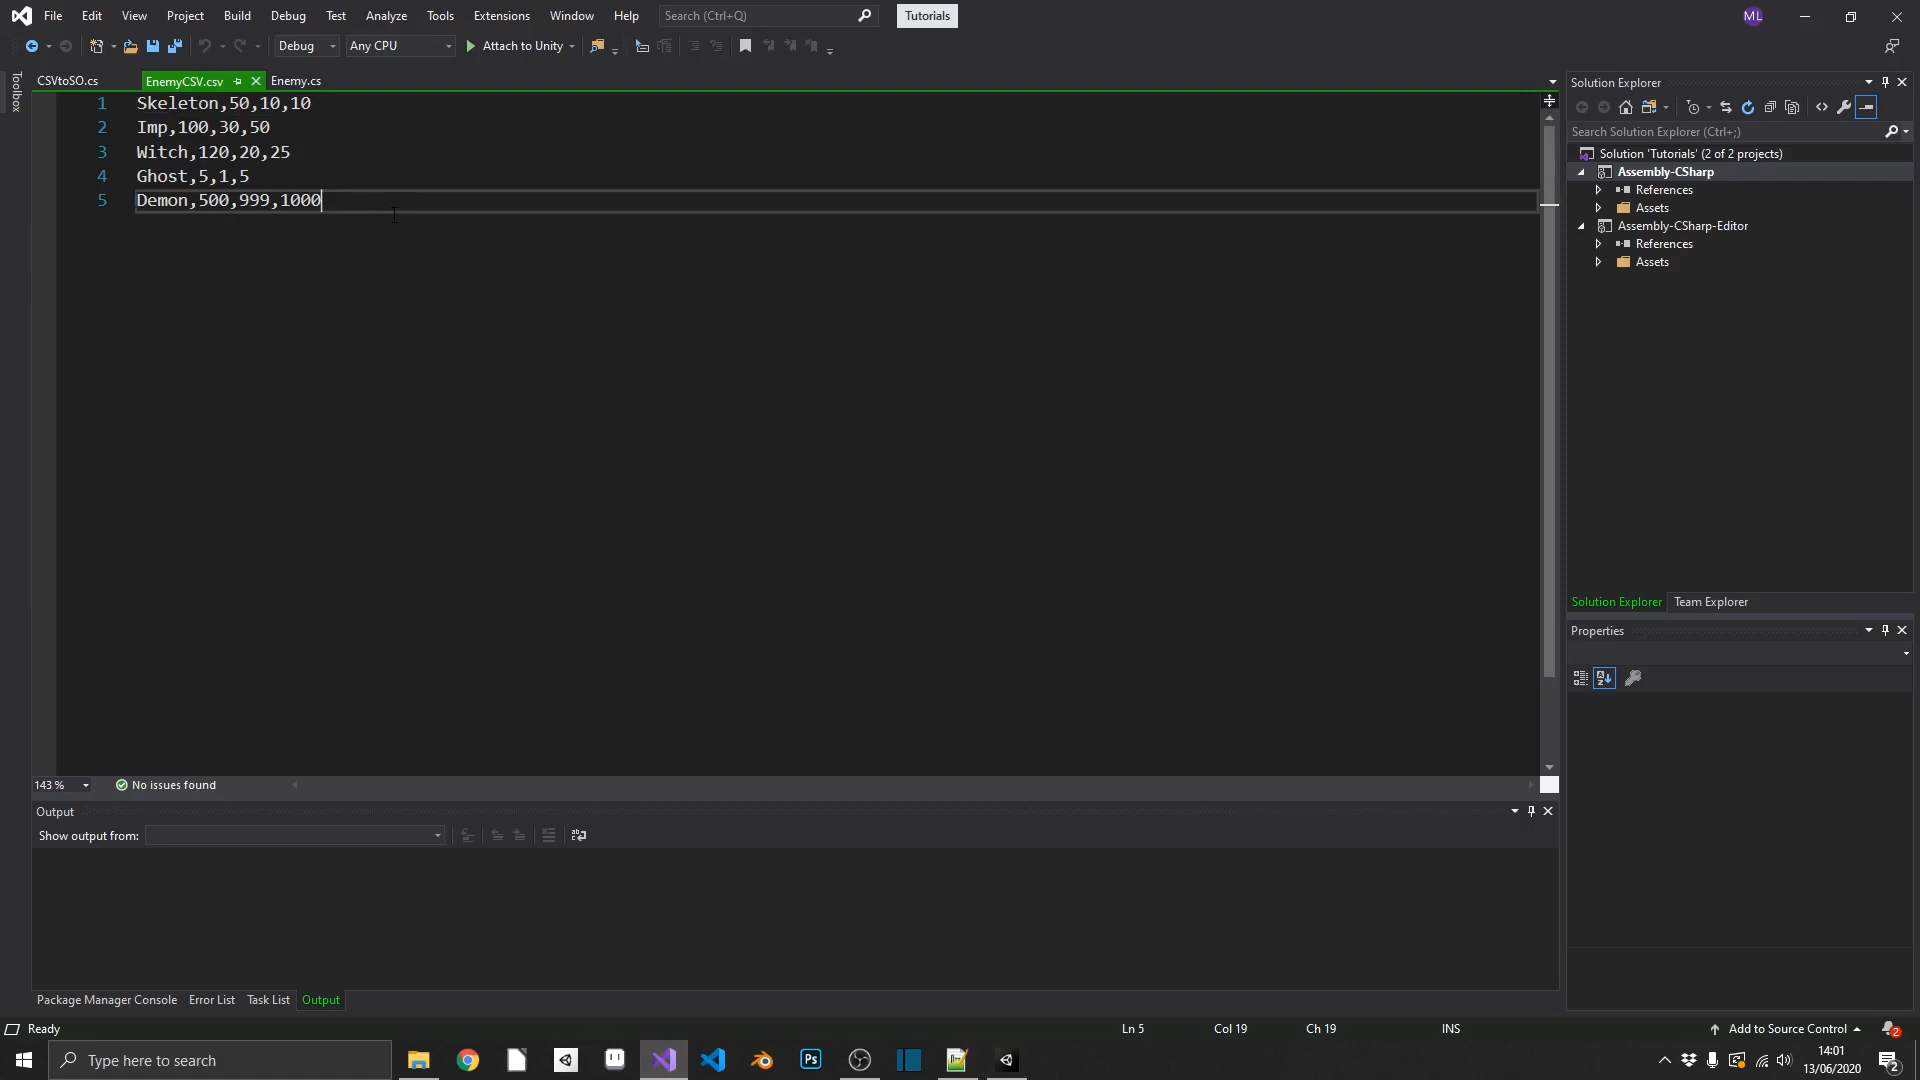 File Edit View Project Build Debug Test Analyze Tools Extensions Window Help Search (Ctrl+Q) Tutorials ML
Debug Any CPU Attach to Unity
Toolbox
CSVtoSO.cs EnemyCSV.csv Enemy.cs
1 Skeleton,50,10,10
2 Imp,100,30,50
3 Witch,120,20,25
4 Ghost,5,1,5
5 Demon,500,999,1000
143 % No issues found
Output
Show output from:
Package Manager Console Error List Task List Output
Solution Explorer
Search Solution Explorer (Ctrl+;)
Solution 'Tutorials' (2 of 2 projects)
Assembly-CSharp
References
Assets
Assembly-CSharp-Editor
References
Assets
Solution Explorer Team Explorer
Properties
Ready Ln 5 Col 19 Ch 19 INS Add to Source Control 2
Type here to search Ps 14:01
13/06/2020 2